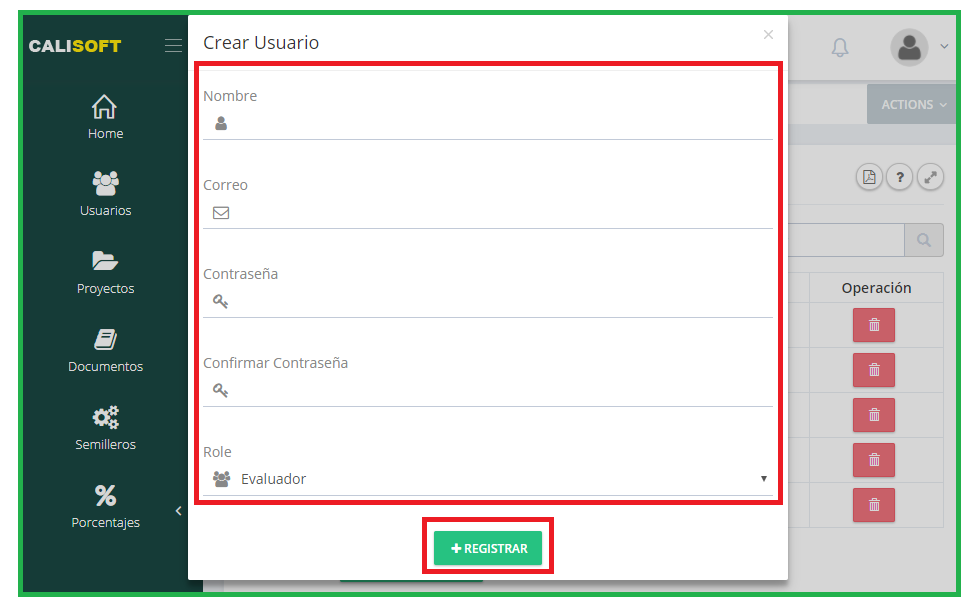 CALISOFT
Crear Usuario
×
ACTIONS
Home
Usuarios
Proyectos
Documentos
Semilleros
Porcentajes
Nombre
Correo
Contraseña
Confirmar Contraseña
Role
Evaluador
+ REGISTRAR
?
Operación